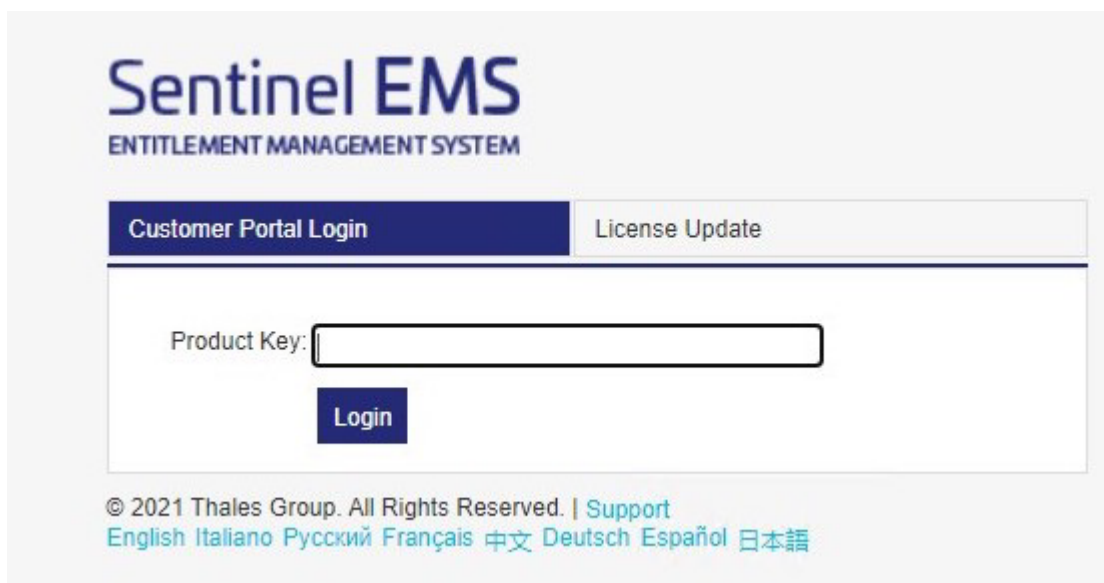 Sentinel EMS
ENTITLEMENT MANAGEMENT SYSTEM
Customer Portal Login
License Update
Product Key:
Login
© 2021 Thales Group. All Rights Reserved. | Support
English Italiano Русский Français 中文 Deutsch Español 日本語